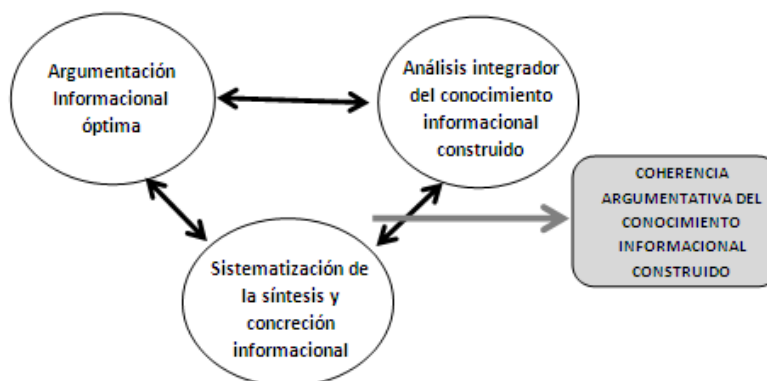 Argumentación
Informacional
óptima
Análisis integrador
del conocimiento
informacional
construido
Sistematización de
la síntesis y
concreción
informacional
COHERENCIA
ARGUMENTATIVA DEL
CONOCIMIENTO
INFORMACIONAL
CONSTRUIDO